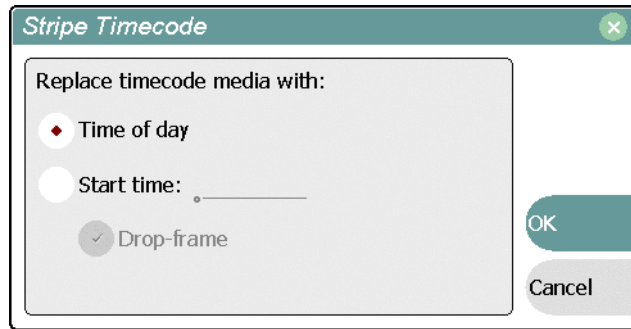 Stripe Timecode
Replace timecode media with:
Time of day
Start time:
Drop-frame
OK
Cancel